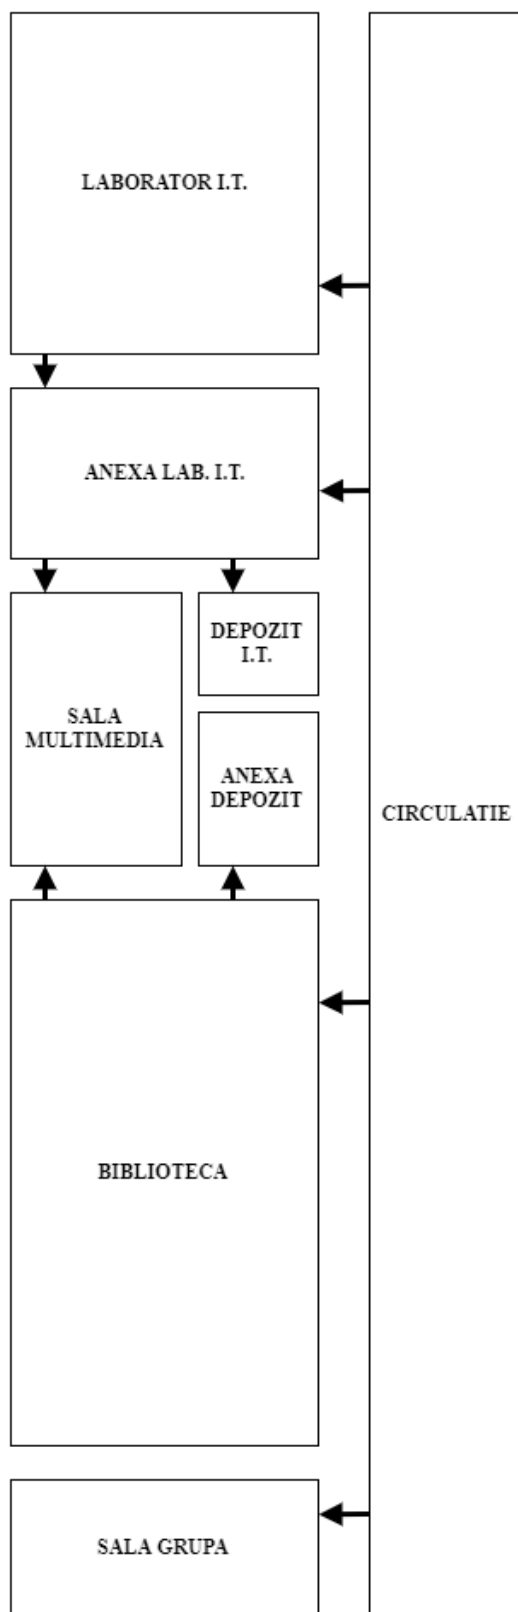 LABORATOR I.T.
ANEXA LAB. I.T.
DEPOZIT
I.T.
SALA
MULTIMEDIA
ANEXA
DEPOZIT
CIRCULATIE
BIBLIOTECA
SALA GRUPA